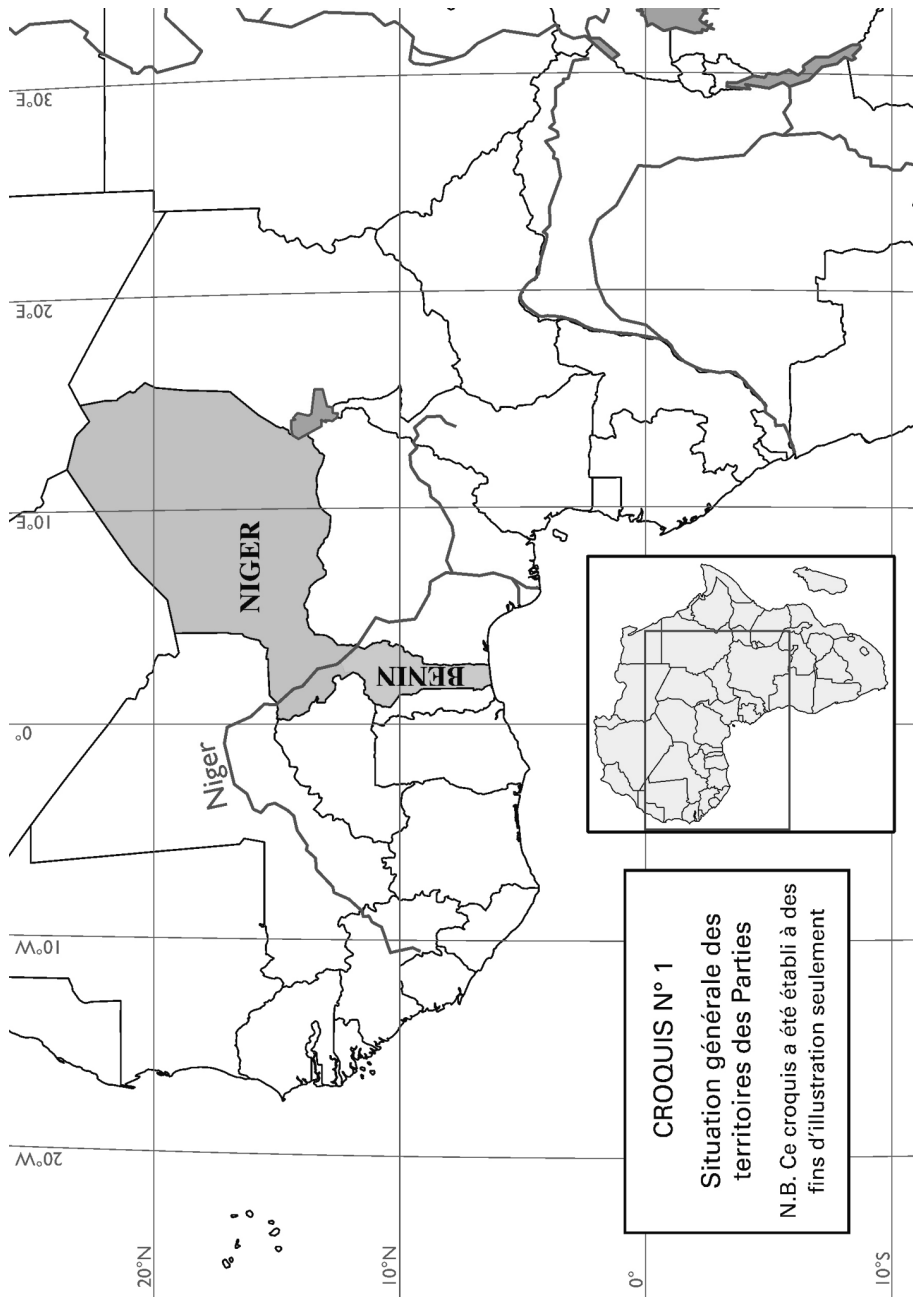 20°W
10°W
0°
10°E
20°E
30°E
20°N
Niger
NIGER
10°N
BENIN
0°
CROQUIS N° 1
Situation générale des
territoires des Parties
N.B. Ce croquis a été établi à des
fins d'illustration seulement
10°S